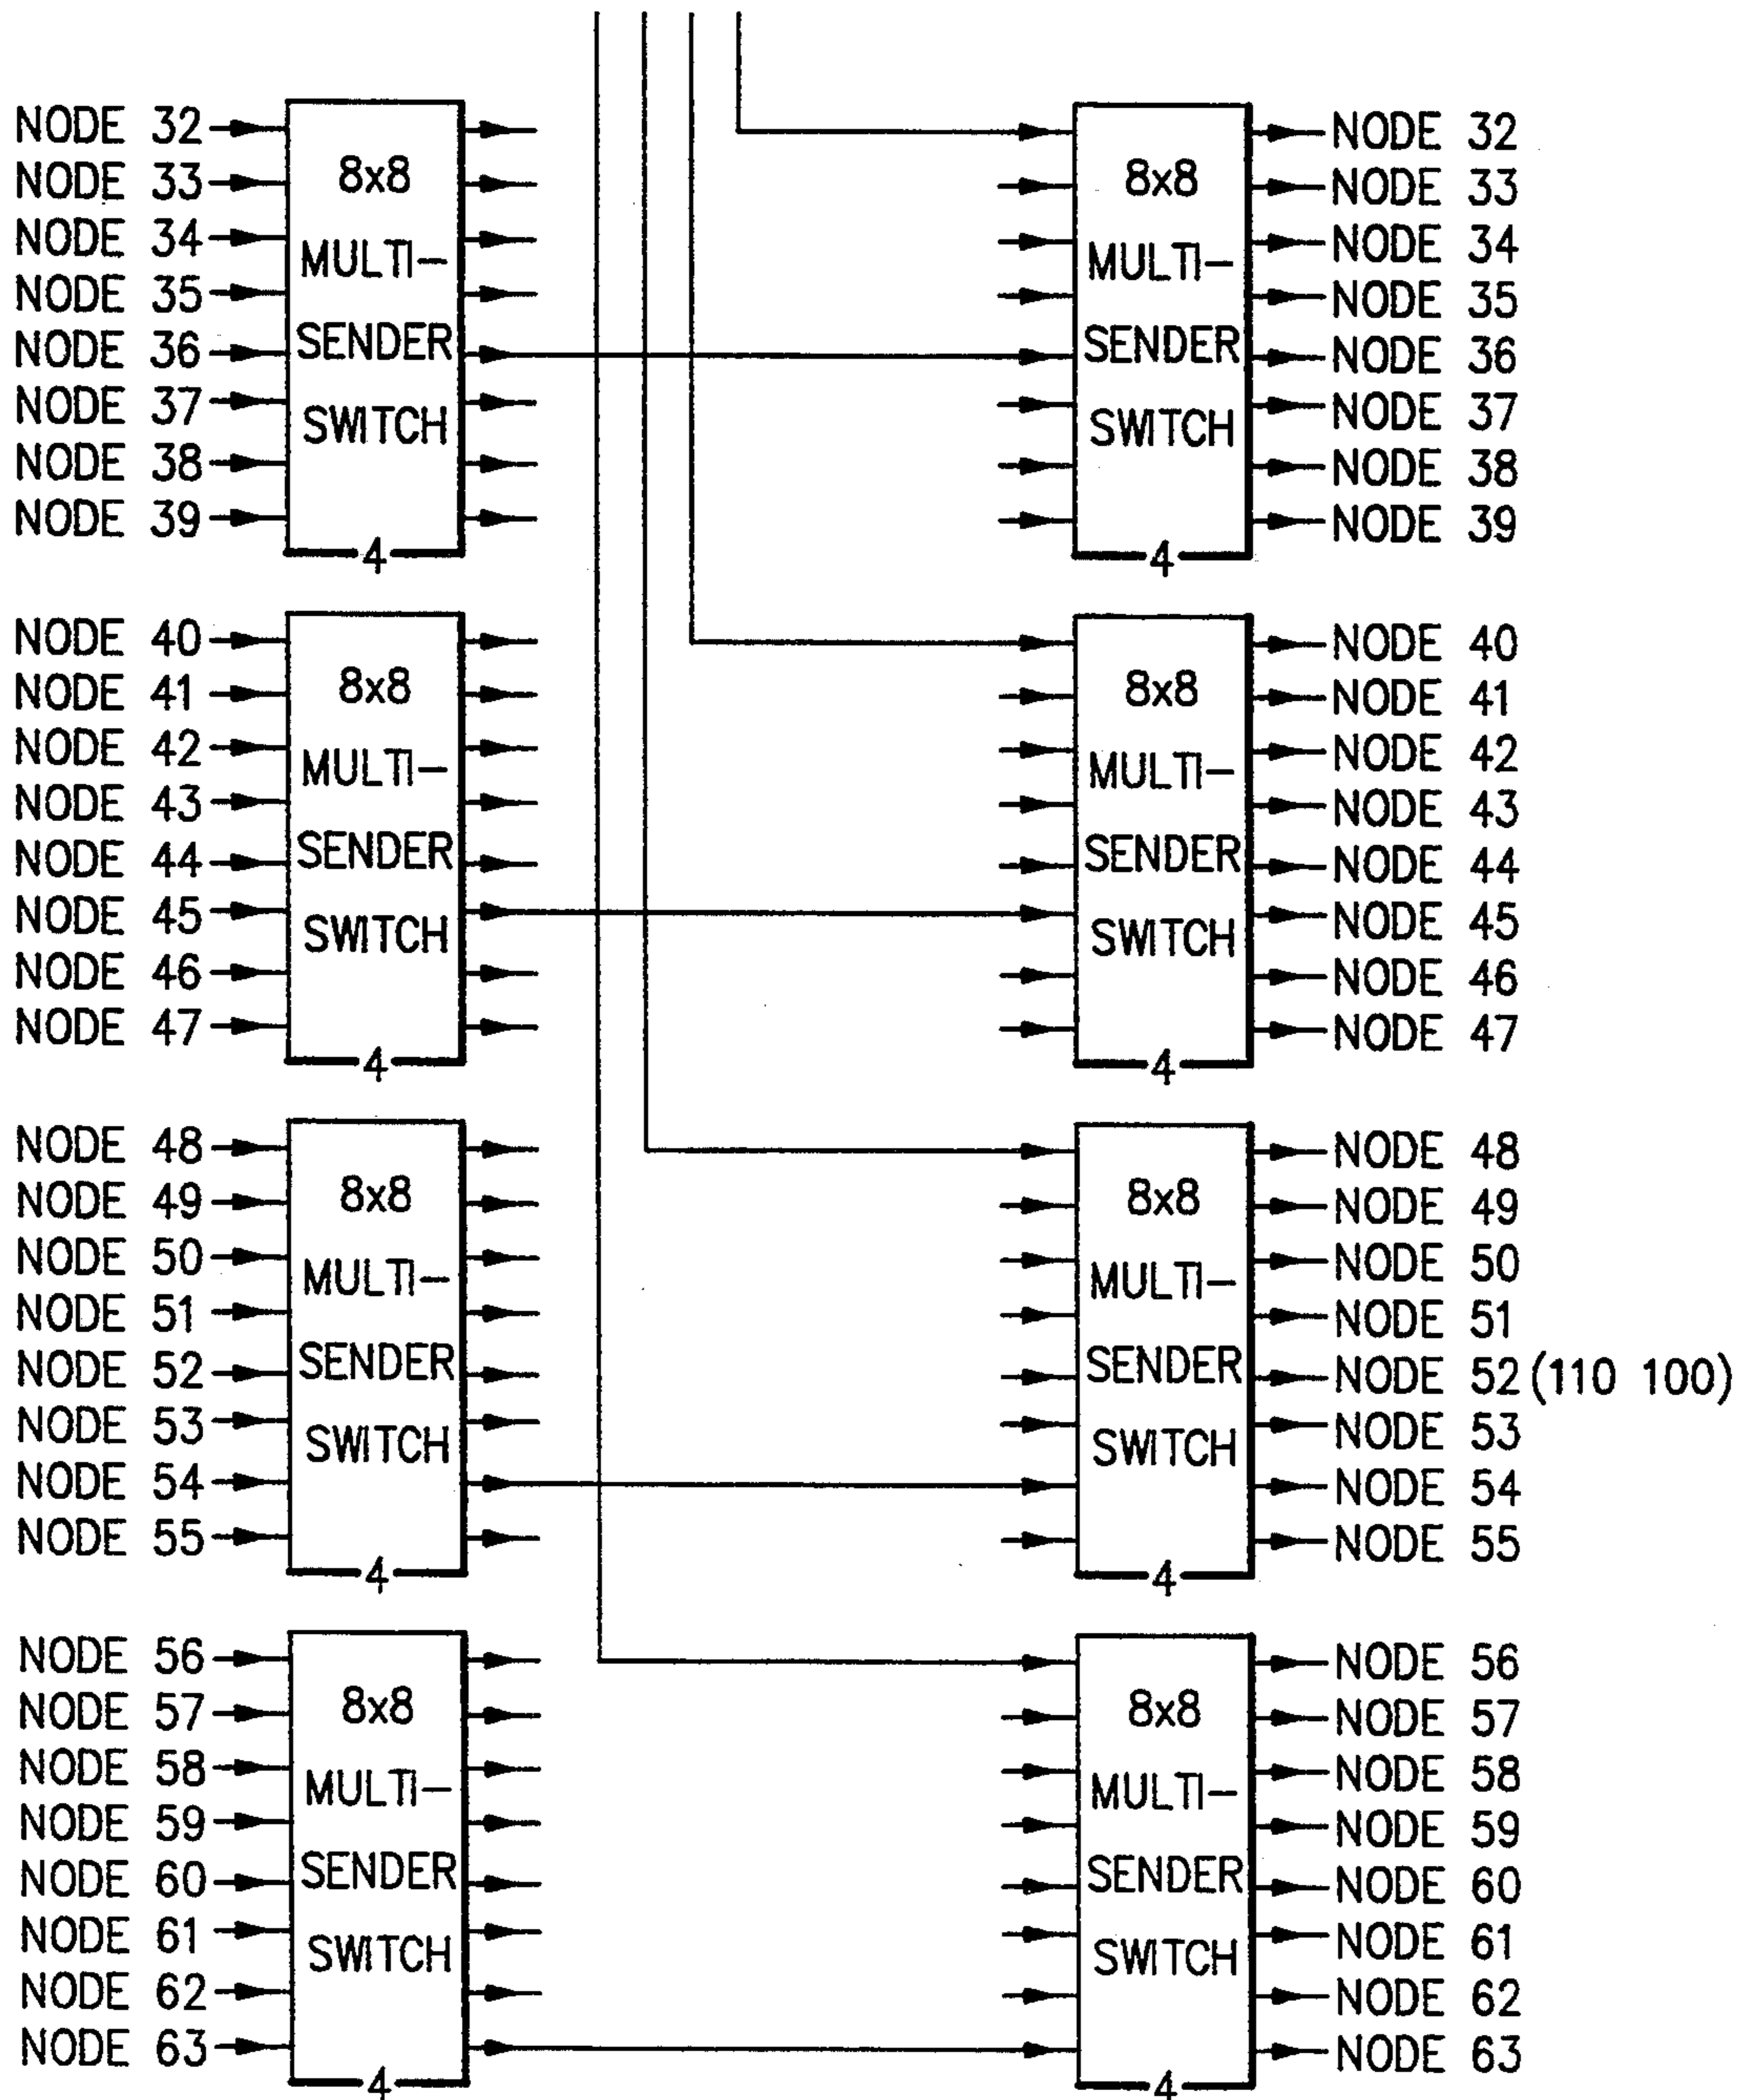 NODE 32
NODE 33
NODE 34
NODE 35
NODE 36
NODE 37
NODE 38
NODE 39
8x8
MULTI-
SENDER
SWITCH
4
8x8
MULTI-
SENDER
SWITCH
4
NODE 32
NODE 33
NODE 34
NODE 35
NODE 36
NODE 37
NODE 38
NODE 39
NODE 40
NODE 41
NODE 42
NODE 43
NODE 44
NODE 45
NODE 46
NODE 47
8x8
MULTI-
SENDER
SWITCH
4
8x8
MULTI-
SENDER
SWITCH
4
NODE 40
NODE 41
NODE 42
NODE 43
NODE 44
NODE 45
NODE 46
NODE 47
NODE 48
NODE 49
NODE 50
NODE 51
NODE 52
NODE 53
NODE 54
NODE 55
8x8
MULTI-
SENDER
SWITCH
4
8x8
MULTI-
SENDER
SWITCH
4
NODE 48
NODE 49
NODE 50
NODE 51
NODE 52 (110 100)
NODE 53
NODE 54
NODE 55
NODE 56
NODE 57
NODE 58
NODE 59
NODE 60
NODE 61
NODE 62
NODE 63
8x8
MULTI-
SENDER
SWITCH
4
8x8
MULTI-
SENDER
SWITCH
4
NODE 56
NODE 57
NODE 58
NODE 59
NODE 60
NODE 61
NODE 62
NODE 63